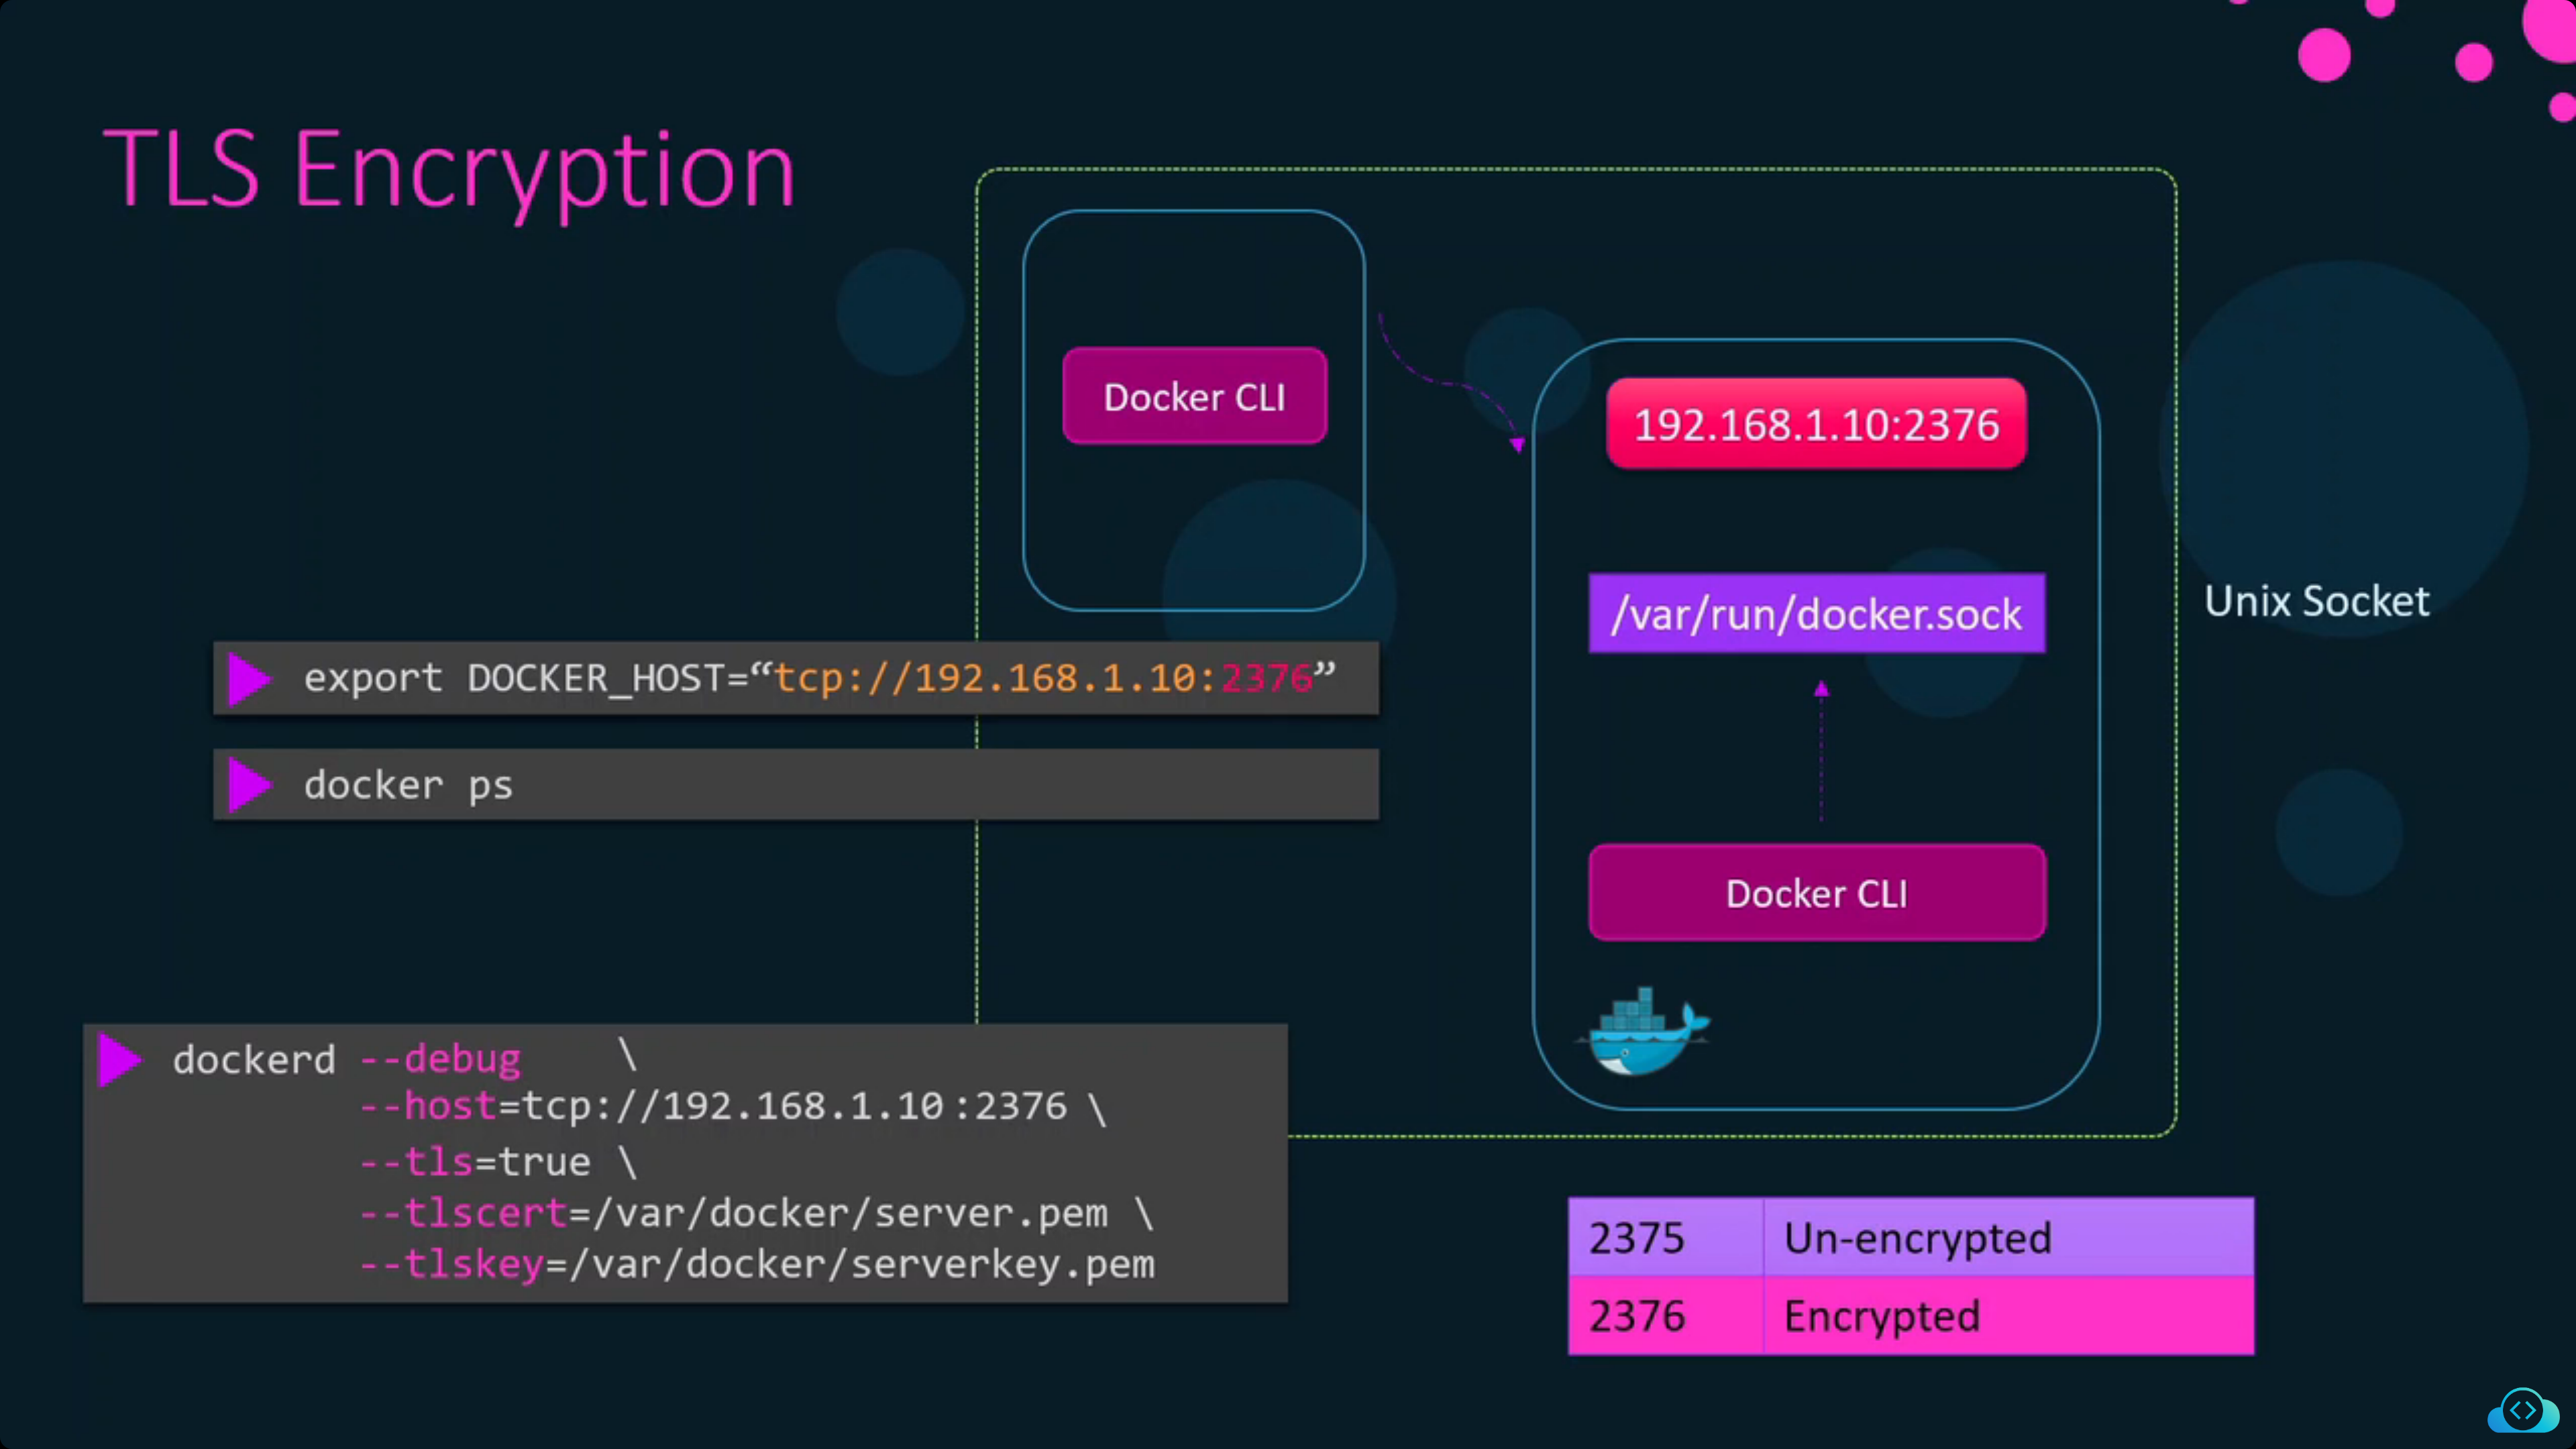 TLS Encryption
Docker CLI
192.168.1.10:2376
/var/run/docker.sock
Unix Socket
Docker CLI
export DOCKER_HOST=“tcp://192.168.1.10:2376”
docker ps
dockerd --debug \
--host=tcp://192.168.1.10:2376 \
--tls=true \
--tlscert=/var/docker/server.pem \
--tlskey=/var/docker/serverkey.pem
2375 Un-encrypted
2376 Encrypted